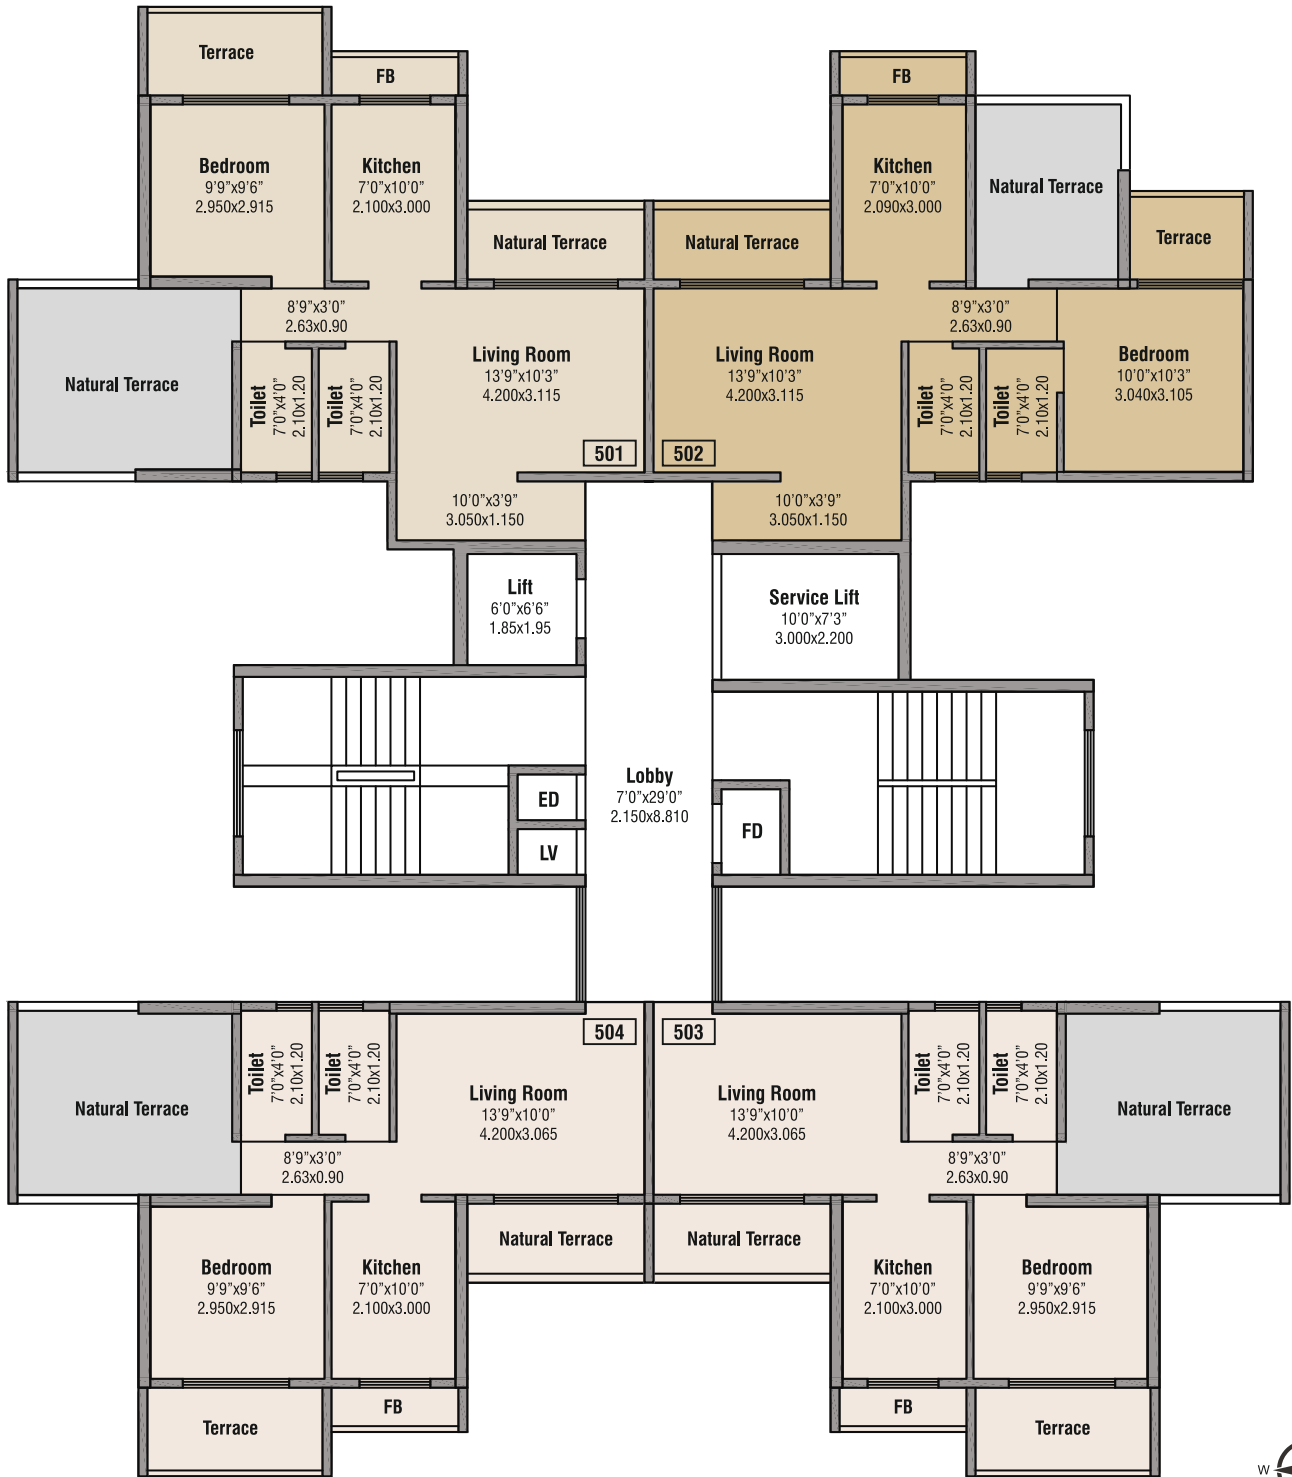 Terrace
FB
FB
Bedroom
9'9"x9'6"
2.950x2.915
Kitchen
7'0"x10'0"
2.100x3.000
Kitchen
7'0"x10'0"
2.090x3.000
Natural Terrace
Natural Terrace
Natural Terrace
Terrace
8'9"x3'0"
2.63x0.90
8'9"x3'0"
2.63x0.90
Natural Terrace
Toilet
7'0"x4'0"
2.10x1.20
Toilet
7'0"x4'0"
2.10x1.20
Living Room
13'9"x10'3"
4.200x3.115
Living Room
13'9"x10'3"
4.200x3.115
Toilet
7'0"x4'0"
2.10x1.20
Toilet
7'0"x4'0"
2.10x1.20
Bedroom
10'0"x10'3"
3.040x3.105
501
502
10'0"x3'9"
3.050x1.150
10'0"x3'9"
3.050x1.150
Lift
6'0"x6'6"
1.85x1.95
Service Lift
10'0"x7'3"
3.000x2.200
Lobby
7'0"x29'0"
2.150x8.810
ED
LV
FD
504
503
Natural Terrace
Toilet
7'0"x4'0"
2.10x1.20
Toilet
7'0"x4'0"
2.10x1.20
Living Room
13'9"x10'0"
4.200x3.065
Living Room
13'9"x10'0"
4.200x3.065
Toilet
7'0"x4'0"
2.10x1.20
Toilet
7'0"x4'0"
2.10x1.20
Natural Terrace
8'9"x3'0"
2.63x0.90
8'9"x3'0"
2.63x0.90
Natural Terrace
Natural Terrace
Bedroom
9'9"x9'6"
2.950x2.915
Kitchen
7'0"x10'0"
2.100x3.000
Kitchen
7'0"x10'0"
2.100x3.000
Bedroom
9'9"x9'6"
2.950x2.915
Terrace
FB
FB
Terrace
W